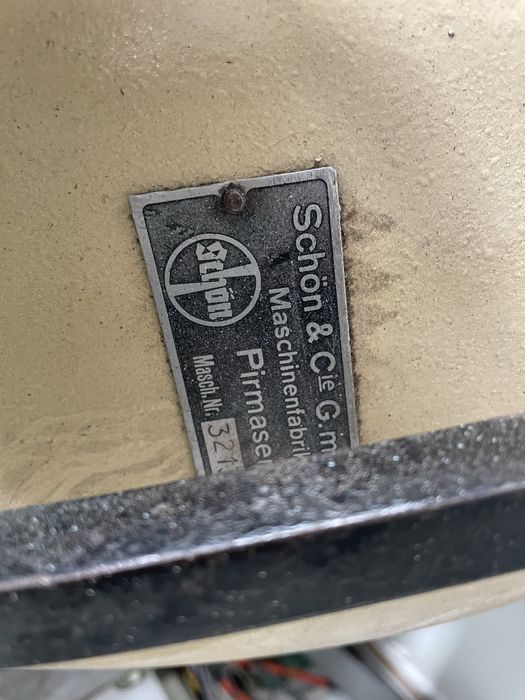 Schön & Cie G.m
Maschinenfabrik
Schön
Pirmase
Masch.Nr. 321